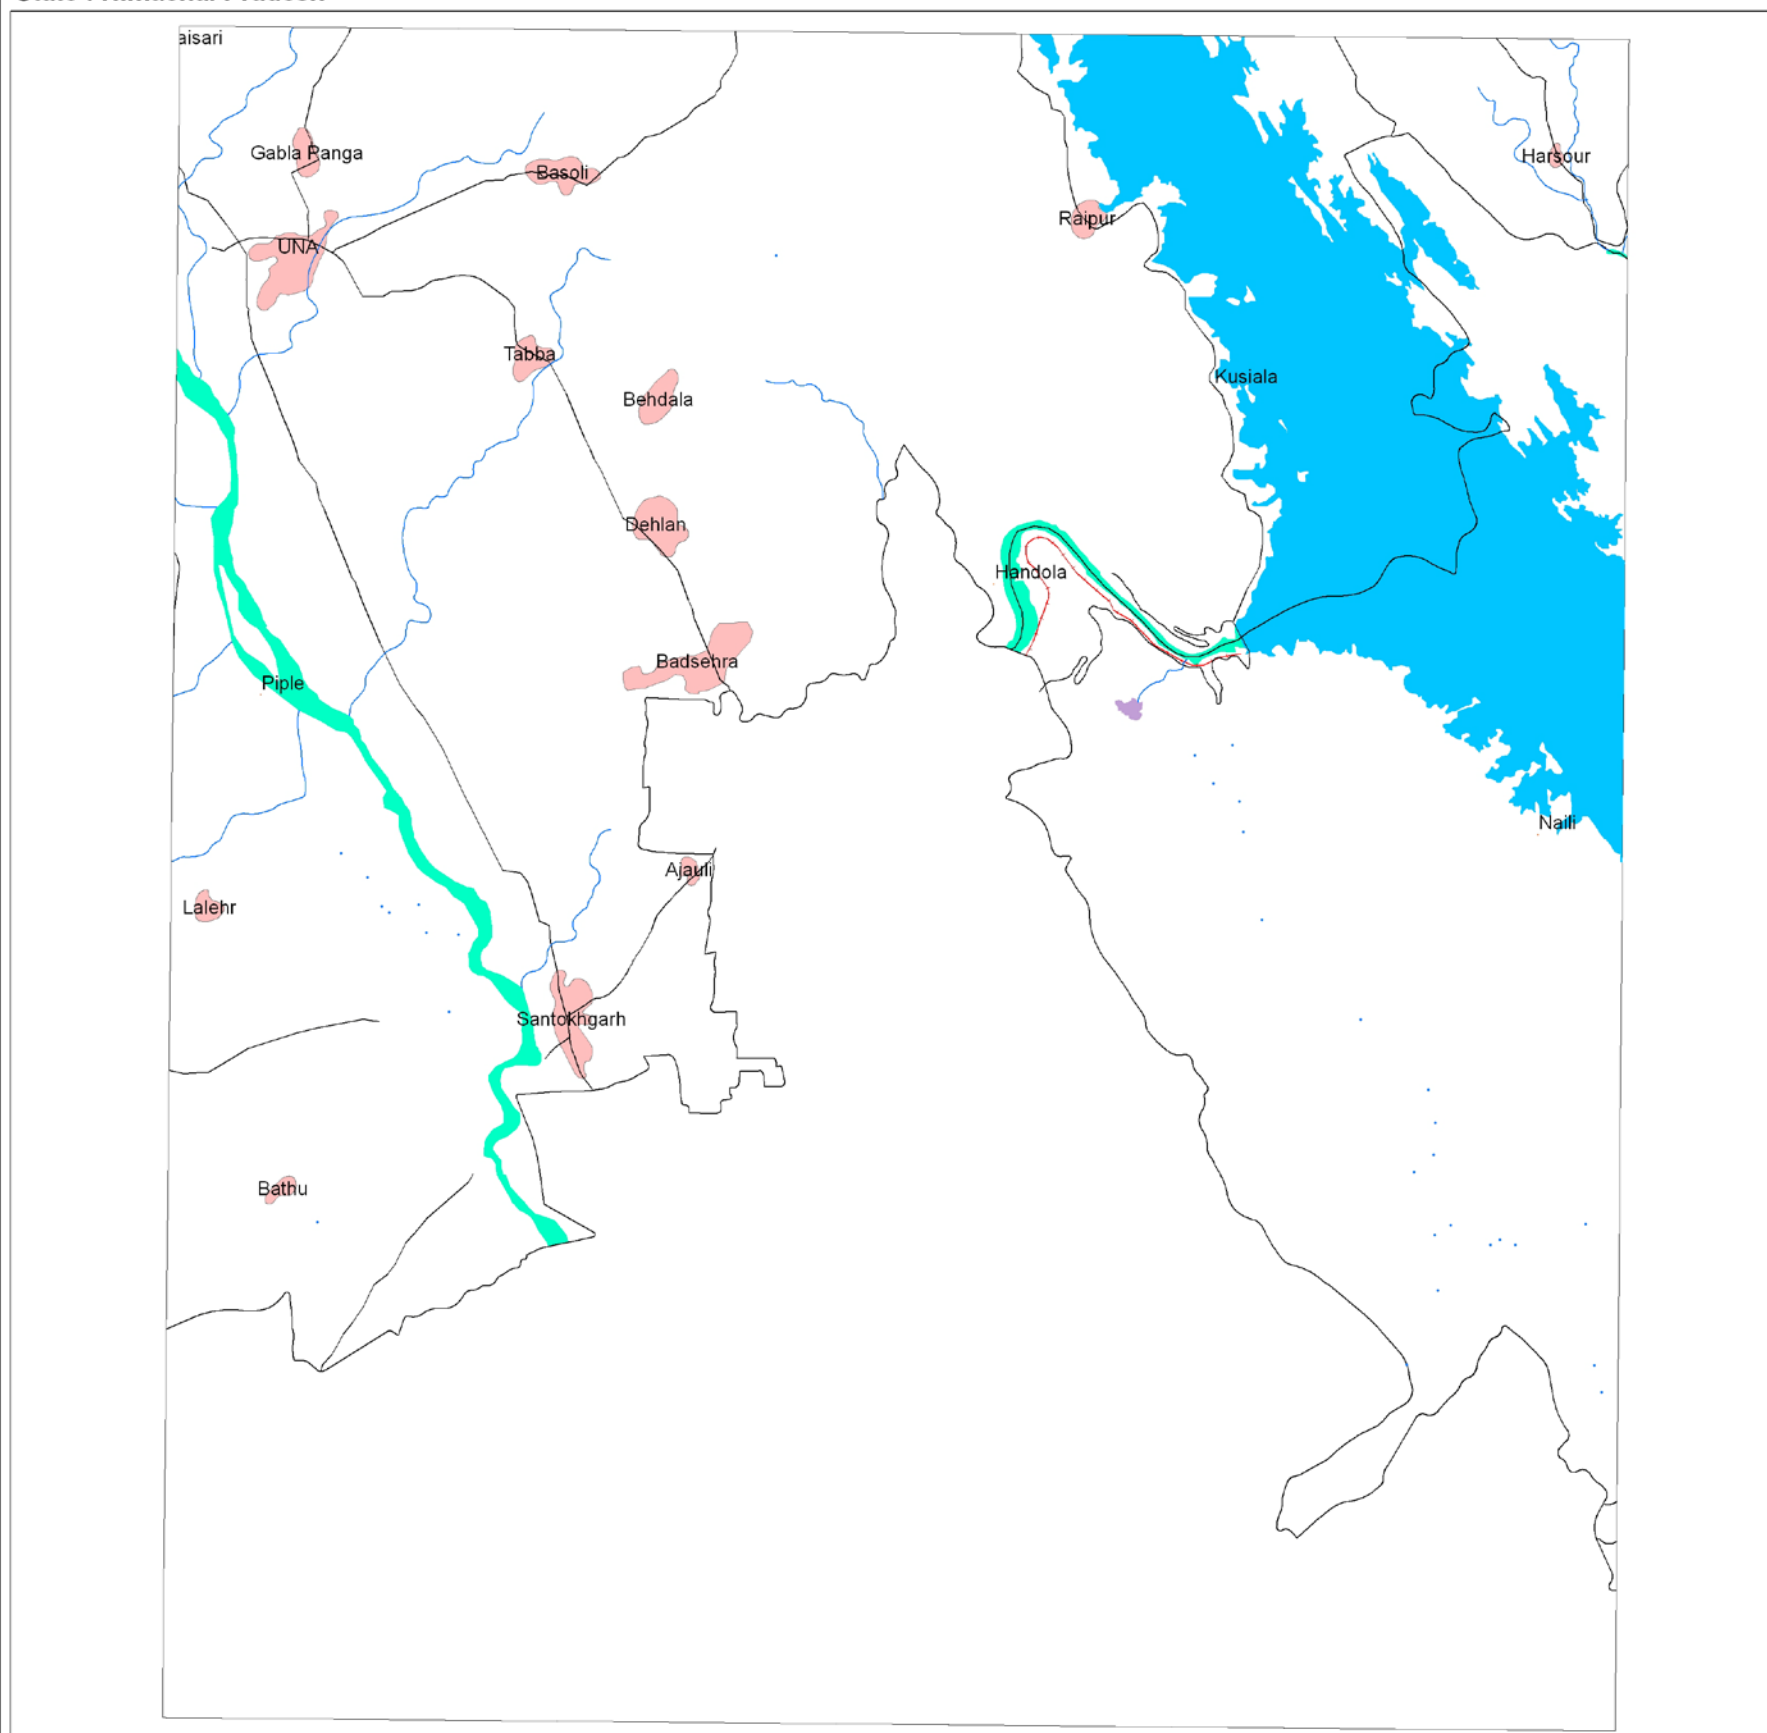 aisari
Gabla Panga
Harsour
Basoli
Raipur
UNA
Tabba
Kusiala
Behdala
Dehlan
Handola
Badsehra
Piple
Naili
Ajauli
Lalehr
Santokhgarh
Bathu